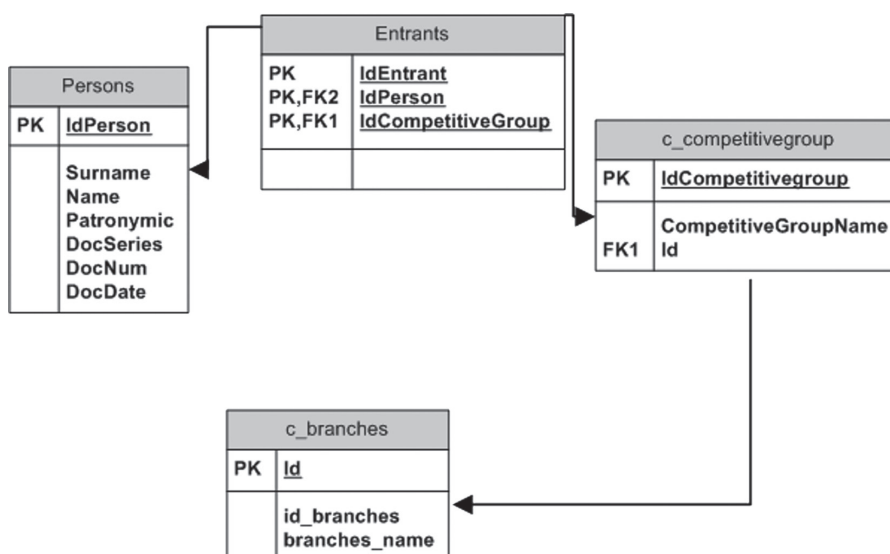 Entrants
PK IdEntrant
PK,FK2 IdPerson
PK,FK1 IdCompetitiveGroup
Persons
PK IdPerson
Surname
Name
Patronymic
DocSeries
DocNum
DocDate
c_competitivegroup
PK IdCompetitivegroup
CompetitiveGroupName
FK1 Id
c_branches
PK Id
id_branches
branches_name